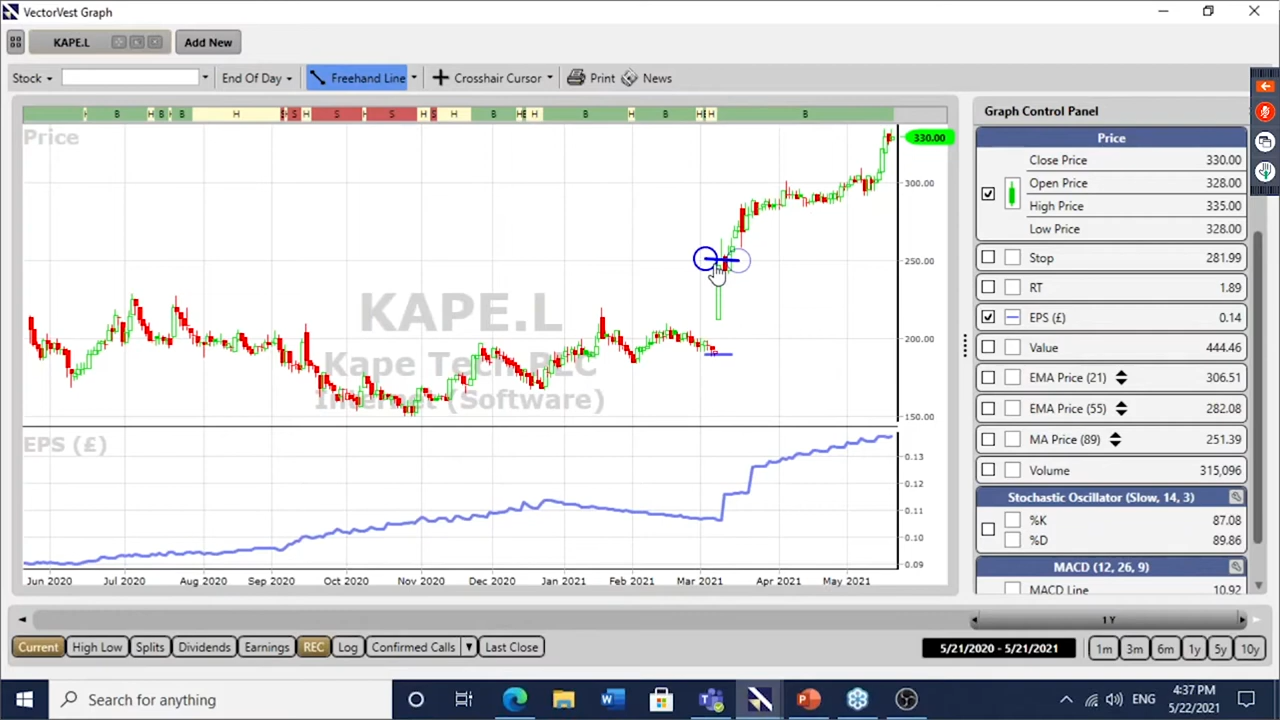 VectorVest Graph
KAPE.L
Add New
Stock
End Of Day
Freehand Line
Crosshair Cursor
Print
News
B H B B H S H S S H S H B H B H H B
Price
330.00
300.00
250.00
200.00
150.00
KAPE.L
Kape Tech PLC
Internet (Software)
EPS (£)
0.13
0.12
0.11
0.10
0.09
Jun 2020 Jul 2020 Aug 2020 Sep 2020 Oct 2020 Nov 2020 Dec 2020 Jan 2021 Feb 2021 Mar 2021 Apr 2021 May 2021
Graph Control Panel
Price
Close Price 330.00
Open Price 328.00
High Price 335.00
Low Price 328.00
Stop 281.99
RT 1.89
EPS (£) 0.14
Value 444.46
EMA Price (21) 306.51
EMA Price (55) 282.08
MA Price (89) 251.39
Volume 315,096
Stochastic Oscillator (Slow, 14, 3)
%K 87.08
%D 89.86
MACD (12, 26, 9)
MACD Line 10.92
1 Y
Current High Low Splits Dividends Earnings REC Log Confirmed Calls Last Close
5/21/2020 - 5/21/2021
1m 3m 6m 1y 5y 10y
Search for anything
ENG
4:37 PM
5/22/2021